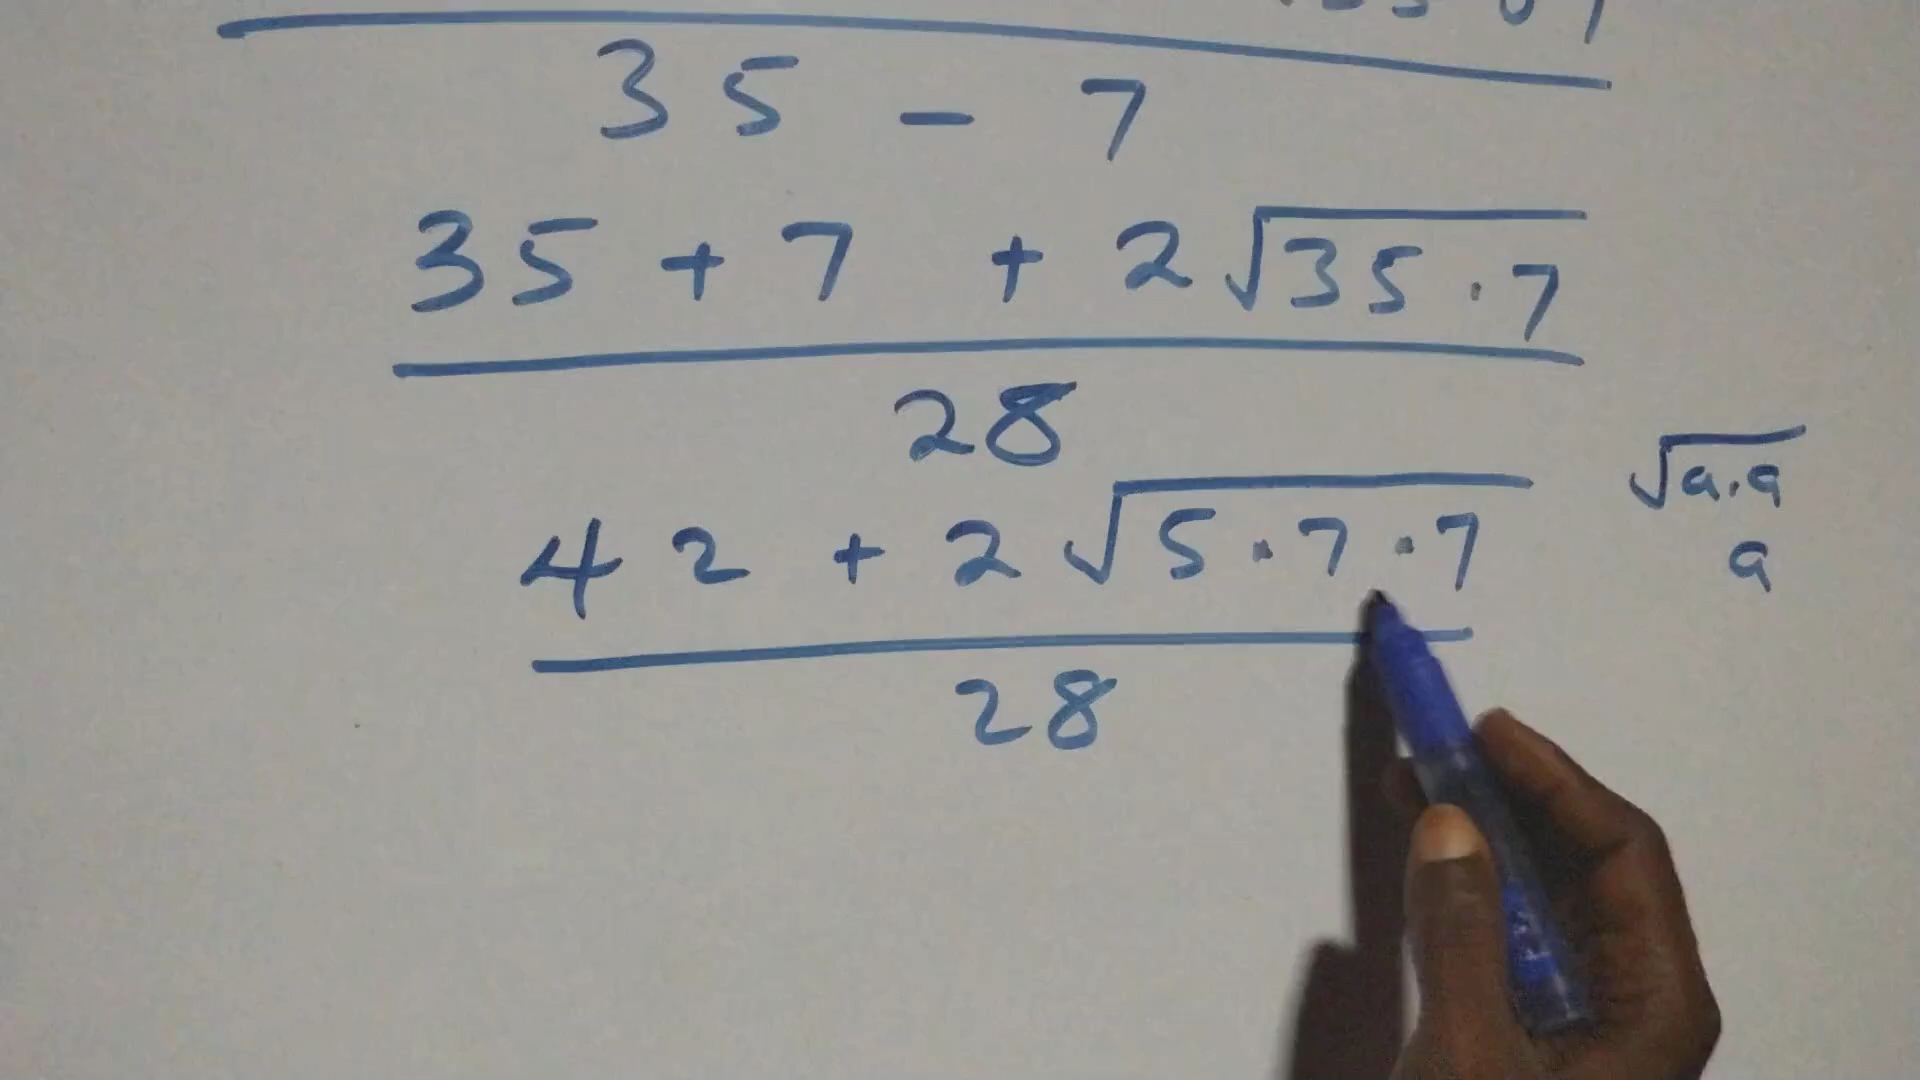 35 - 7
35 + 7 + 2√35·7
28
42 + 2√5·7·7
28
√a.a
a